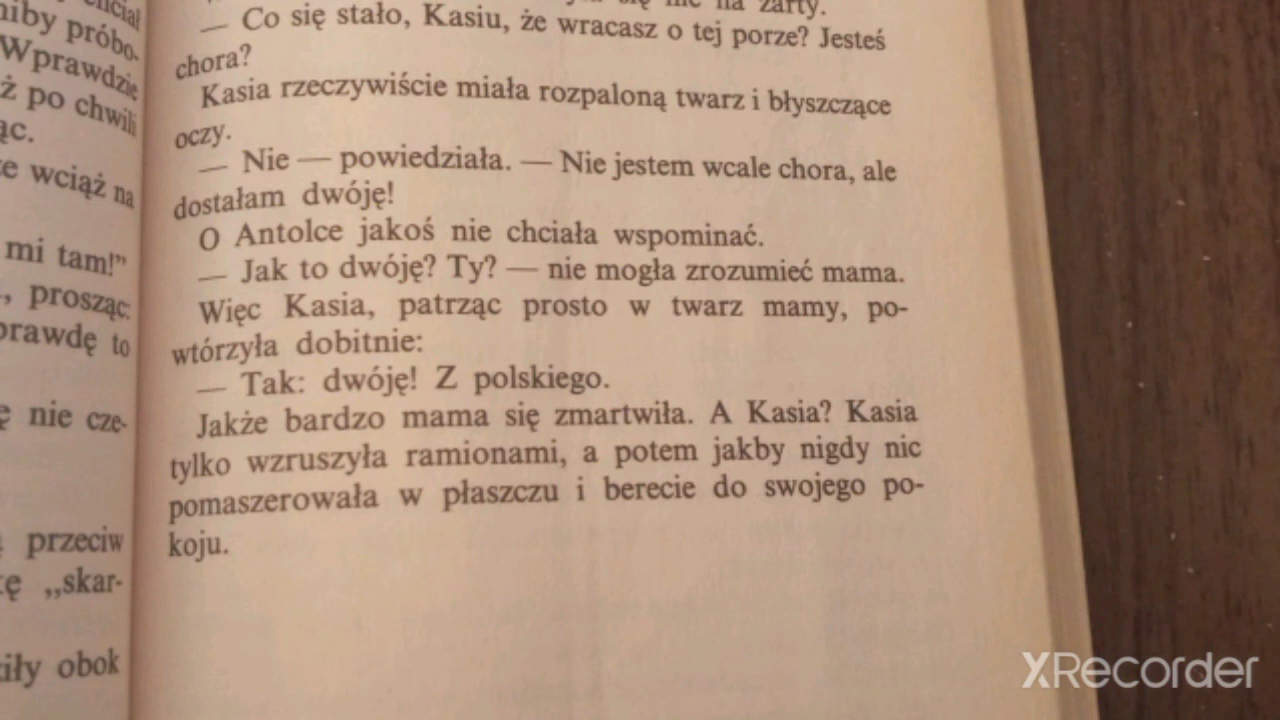 chciał
niby próbo-
Wprawdzie
ż po chwili
ąc.
wciąż na
mi tam!”
prosząc:
prawdę to
nie cze-
przeciw
„skar-
obok
na żarty.
— Co się stało, Kasiu, że wracasz o tej porze? Jesteś
chora?
Kasia rzeczywiście miała rozpaloną twarz i błyszczące
oczy.
— Nie — powiedziała. — Nie jestem wcale chora, ale
dostałam dwóję!
O Antolce jakoś nie chciała wspominać.
— Jak to dwóję? Ty? — nie mogła zrozumieć mama.
Więc Kasia, patrząc prosto w twarz mamy, po-
wtórzyła dobitnie:
— Tak: dwóję! Z polskiego.
Jakże bardzo mama się zmartwiła. A Kasia? Kasia
tylko wzruszyła ramionami, a potem jakby nigdy nic
pomaszerowała w płaszczu i berecie do swojego po-
koju.
XRecorder